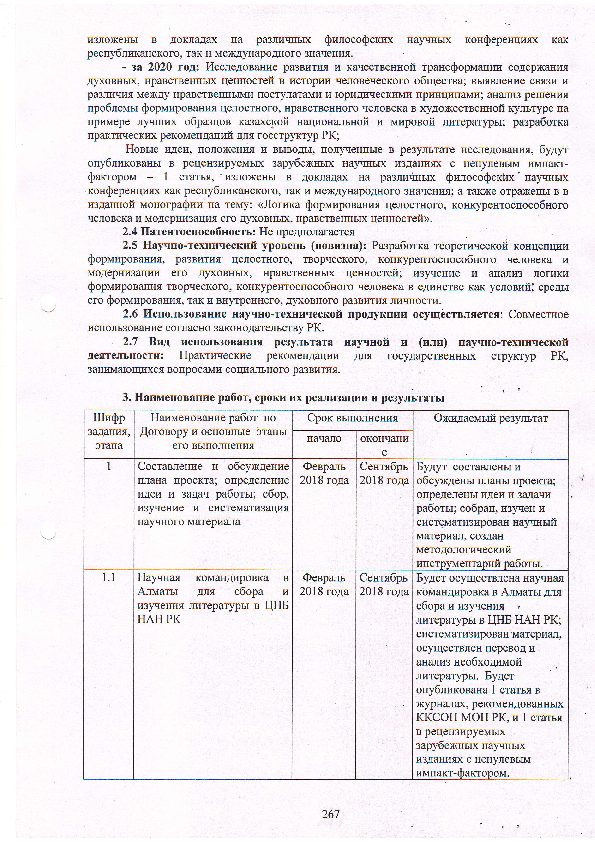 изложены в докладах на различных философских научных конференциях как
республиканского, так и международного значения.
- за 2020 год: Исследование развития и качественной трансформации содержания
духовных, нравственных ценностей в истории человеческого общества; выявление связи и
различия между нравственными постулатами и юридическими принципами; анализ решения
проблемы формирования целостного, нравственного человека в художественной культуре на
примере лучших образцов казахской национальной и мировой литературы; разработка
практических рекомендаций для госструктур РК;
Новые идеи, положения и выводы, полученные в результате исследования, будут
опубликованы в рецензируемых зарубежных научных изданиях с ненулевым импакт-
фактором – 1 статья, изложены в докладах на различных философских научных
конференциях как республиканского, так и международного значения; а также отражены в в
изданной монографии на тему: «Логика формирования целостного, конкурентоспособного
человека и модернизация его духовных, нравственных ценностей».
2.4 Патентоспособность: Не предполагается
2.5 Научно-технический уровень (новизна): Разработка теоретической концепции
формирования, развития целостного, творческого, конкурентоспособного человека и
модернизации его духовных, нравственных ценностей; изучение и анализ логики
формирования творческого, конкурентоспособного человека в единстве как условий среды
его формирования, так и внутреннего, духовного развития личности.
2.6 Использование научно-технической продукции осуществляется: Совместное
использование согласно законодательству РК.
2.7 Вид использования результата научной и (или) научно-технической
деятельности: Практические рекомендации для государственных структур РК,
занимающихся вопросами социального развития.
3. Наименование работ, сроки их реализации и результаты
Шифр задания, этапа
Наименование работ по Договору и основные этапы его выполнения
Срок выполнения
начало
окончани
е
Ожидаемый результат
1
Составление и обсуждение
плана проекта; определение
идеи и задач работы; сбор,
изучение и систематизация
научного материала
Февраль
2018 года
Сентябрь
2018 года
Будут составлены и
обсуждены планы проекта;
определены идеи и задачи
работы; собран, изучен и
систематизирован научный
материал, создан
методологический
инструментарий работы.
1.1
Научная командировка в
Алматы для сбора и
изучения литературы в ЦНБ
НАН РК
Февраль
2018 года
Сентябрь
2018 года
Будет осуществлена научная
командировка в Алматы для
сбора и изучения
литературы в ЦНБ НАН РК;
систематизирован материал,
осуществлен перевод и
анализ необходимой
литературы. Будет
опубликована 1 статья в
журналах, рекомендованных
ККСОН МОН РК, и 1 статья
в рецензируемых
зарубежных научных
изданиях с ненулевым
импакт-фактором.
267